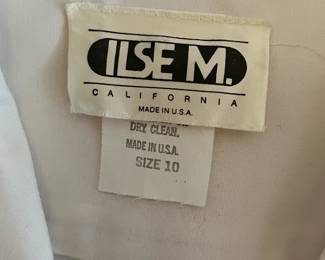 ILSE M.
CALIFORNIA
MADE IN U.S.A.
DRY CLEAN.
MADE IN U.S.A.
SIZE 10